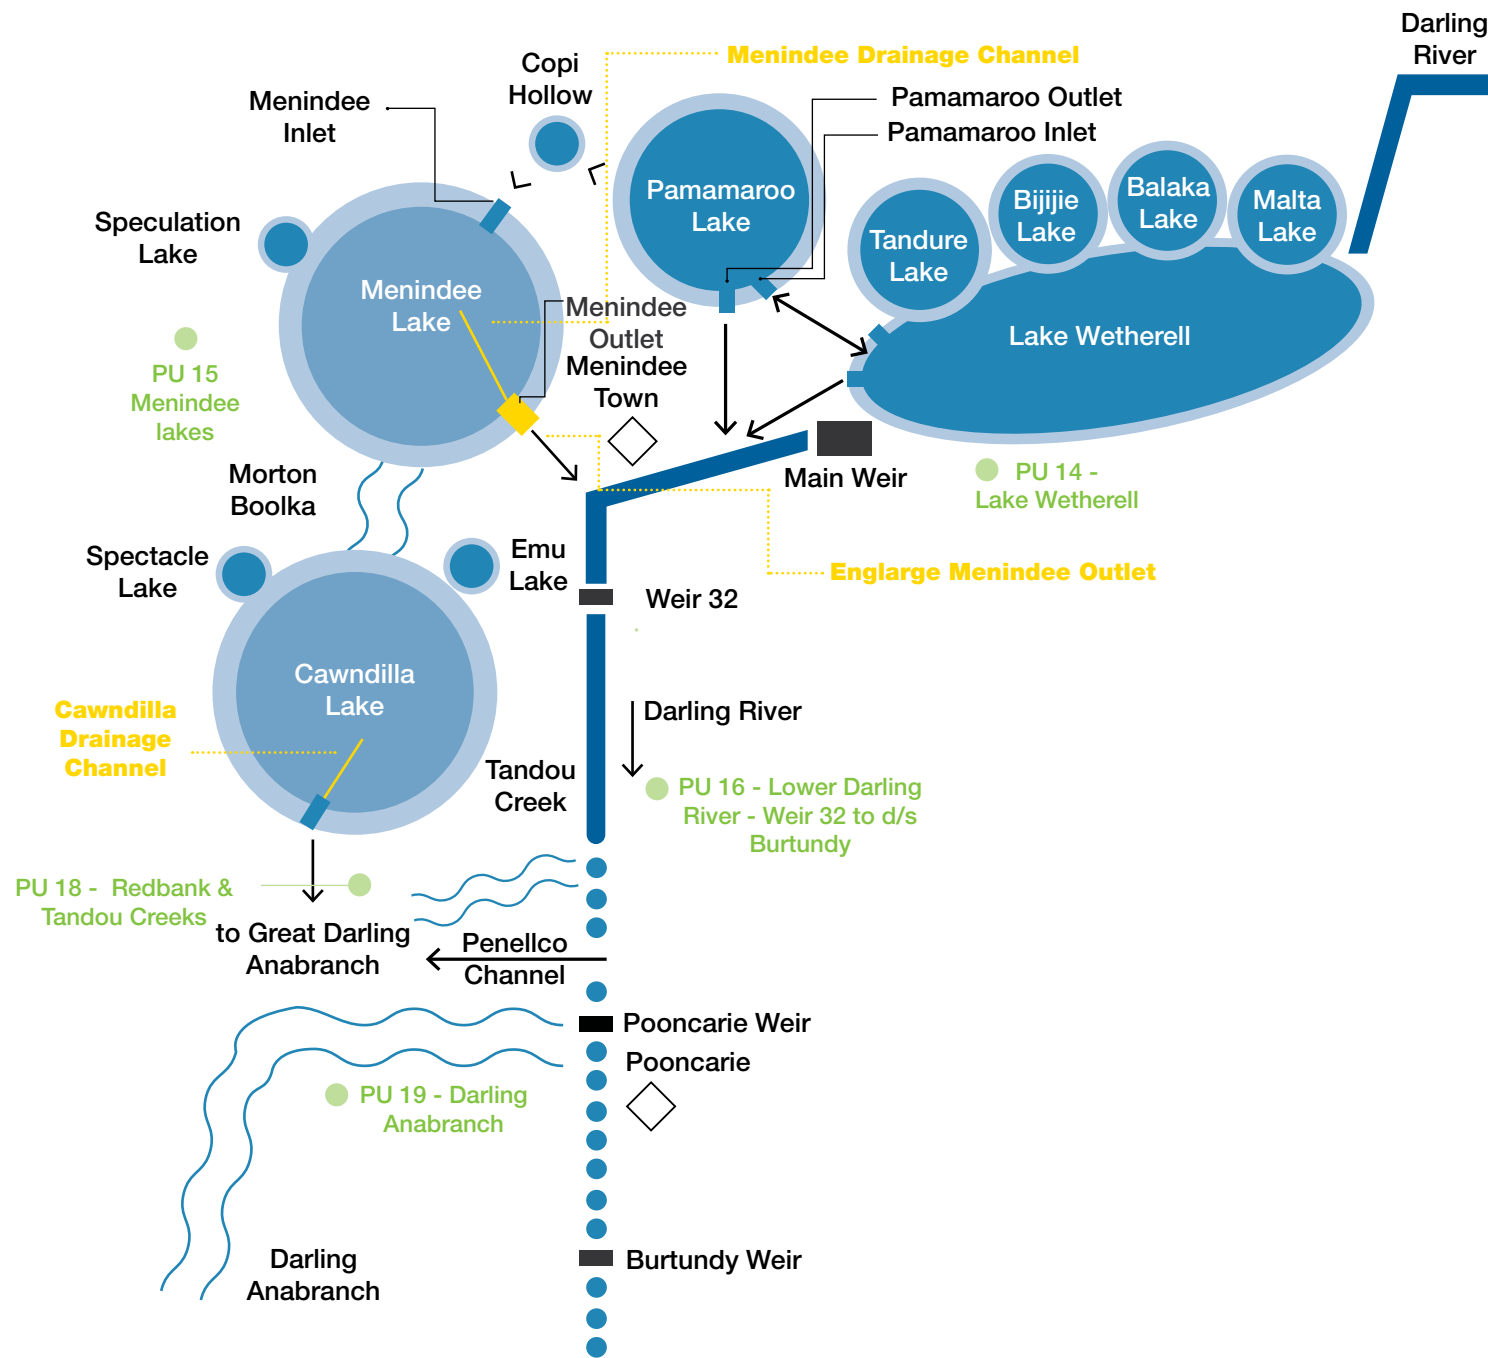 Darling
River
Menindee Drainage Channel
Copi
Hollow
Menindee
Inlet
Pamamaroo Outlet
Pamamaroo Inlet
Pamamaroo
Lake
Bijijie
Lake
Balaka
Lake
Malta
Lake
Speculation
Lake
Tandure
Lake
Menindee
Lake
Menindee
Outlet
Lake Wetherell
Menindee
Town
PU 15
Menindee
lakes
Main Weir
PU 14 -
Lake Wetherell
Morton
Boolka
Spectacle
Lake
Emu
Lake
Englarge Menindee Outlet
Weir 32
Cawndilla
Lake
Cawndilla
Drainage
Channel
Darling River
Tandou
Creek
PU 16 - Lower Darling
River - Weir 32 to d/s
Burtundy
PU 18 - Redbank &
Tandou Creeks
to Great Darling
Anabranch
Penellco
Channel
Pooncarie Weir
Pooncarie
PU 19 - Darling
Anabranch
Darling
Anabranch
Burtundy Weir